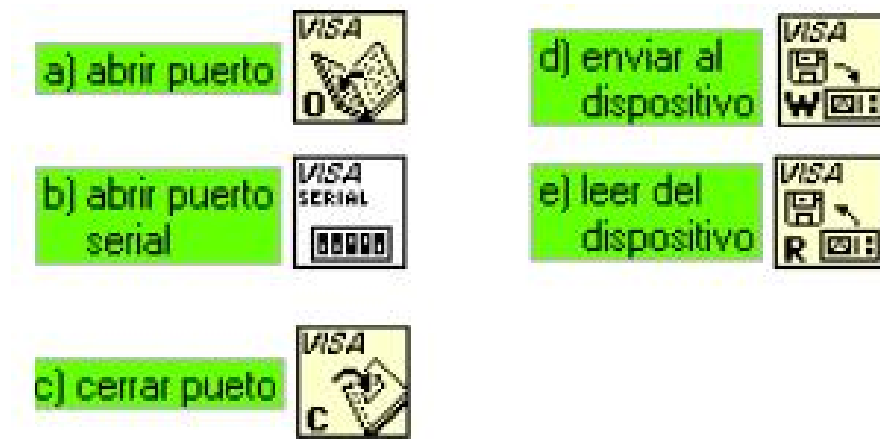 a) abrir puerto
VISA
O
b) abrir puerto
serial
VISA
SERIAL
c) cerrar pueto
VISA
C
d) enviar al
dispositivo
VISA
W
e) leer del
dispositivo
VISA
R